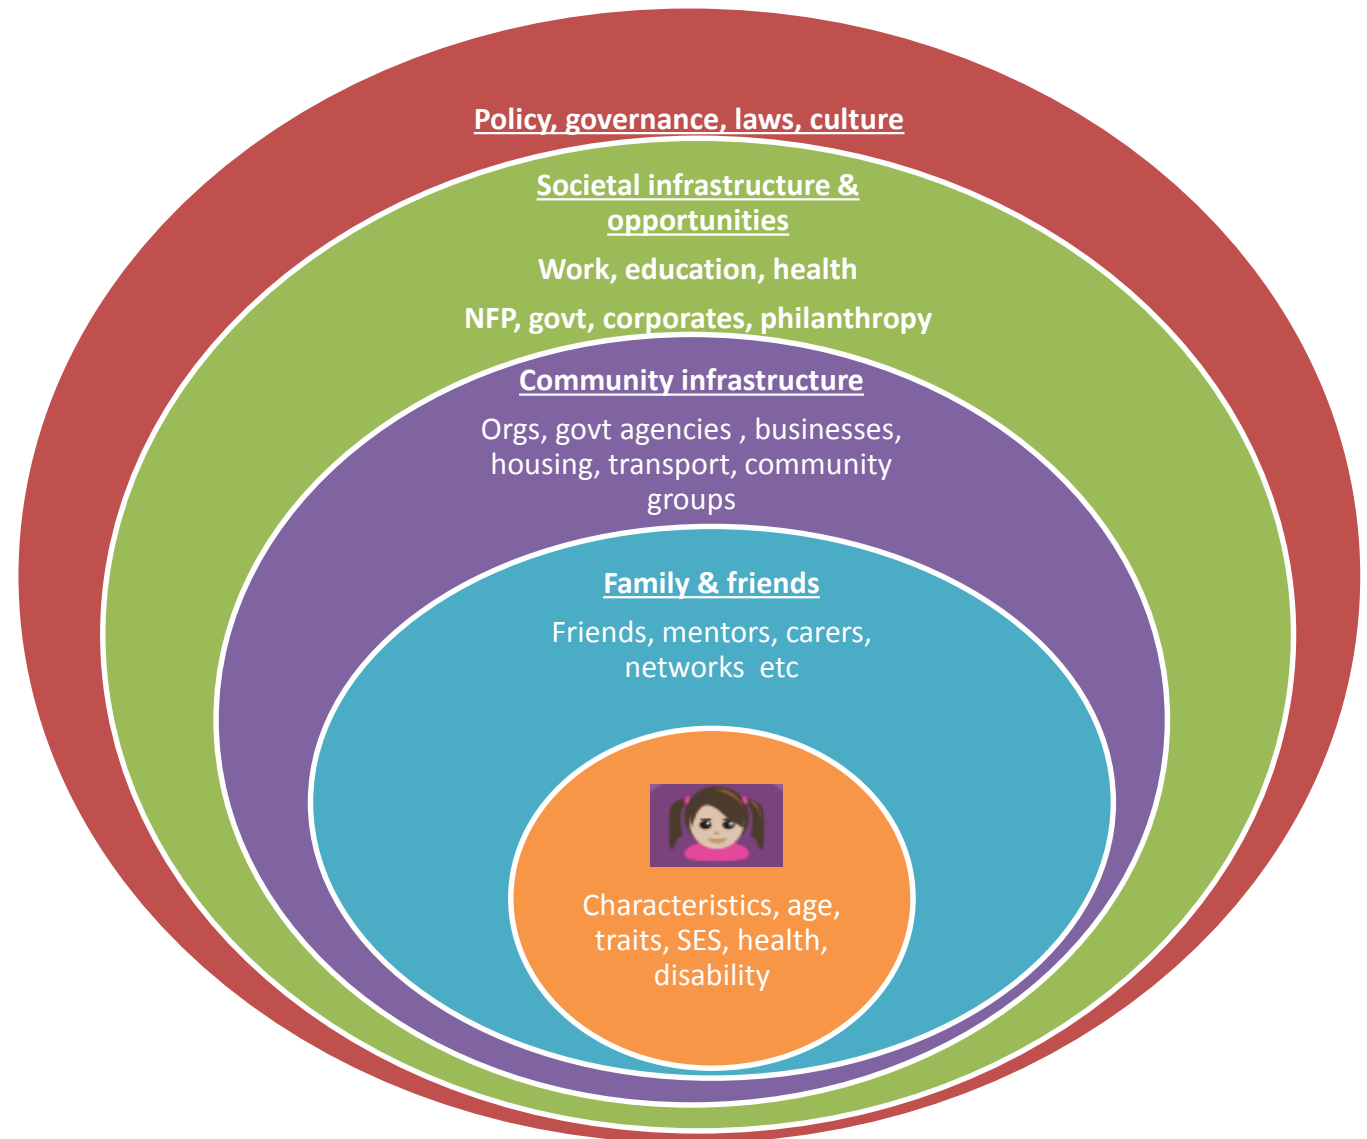 Policy, governance, laws, culture
Societal infrastructure &
opportunities
Work, education, health
NFP, govt, corporates, philanthropy
Community infrastructure
Orgs, govt agencies , businesses,
housing, transport, community
groups
Family & friends
Friends, mentors, carers,
networks  etc
Characteristics, age,
traits, SES, health,
disability